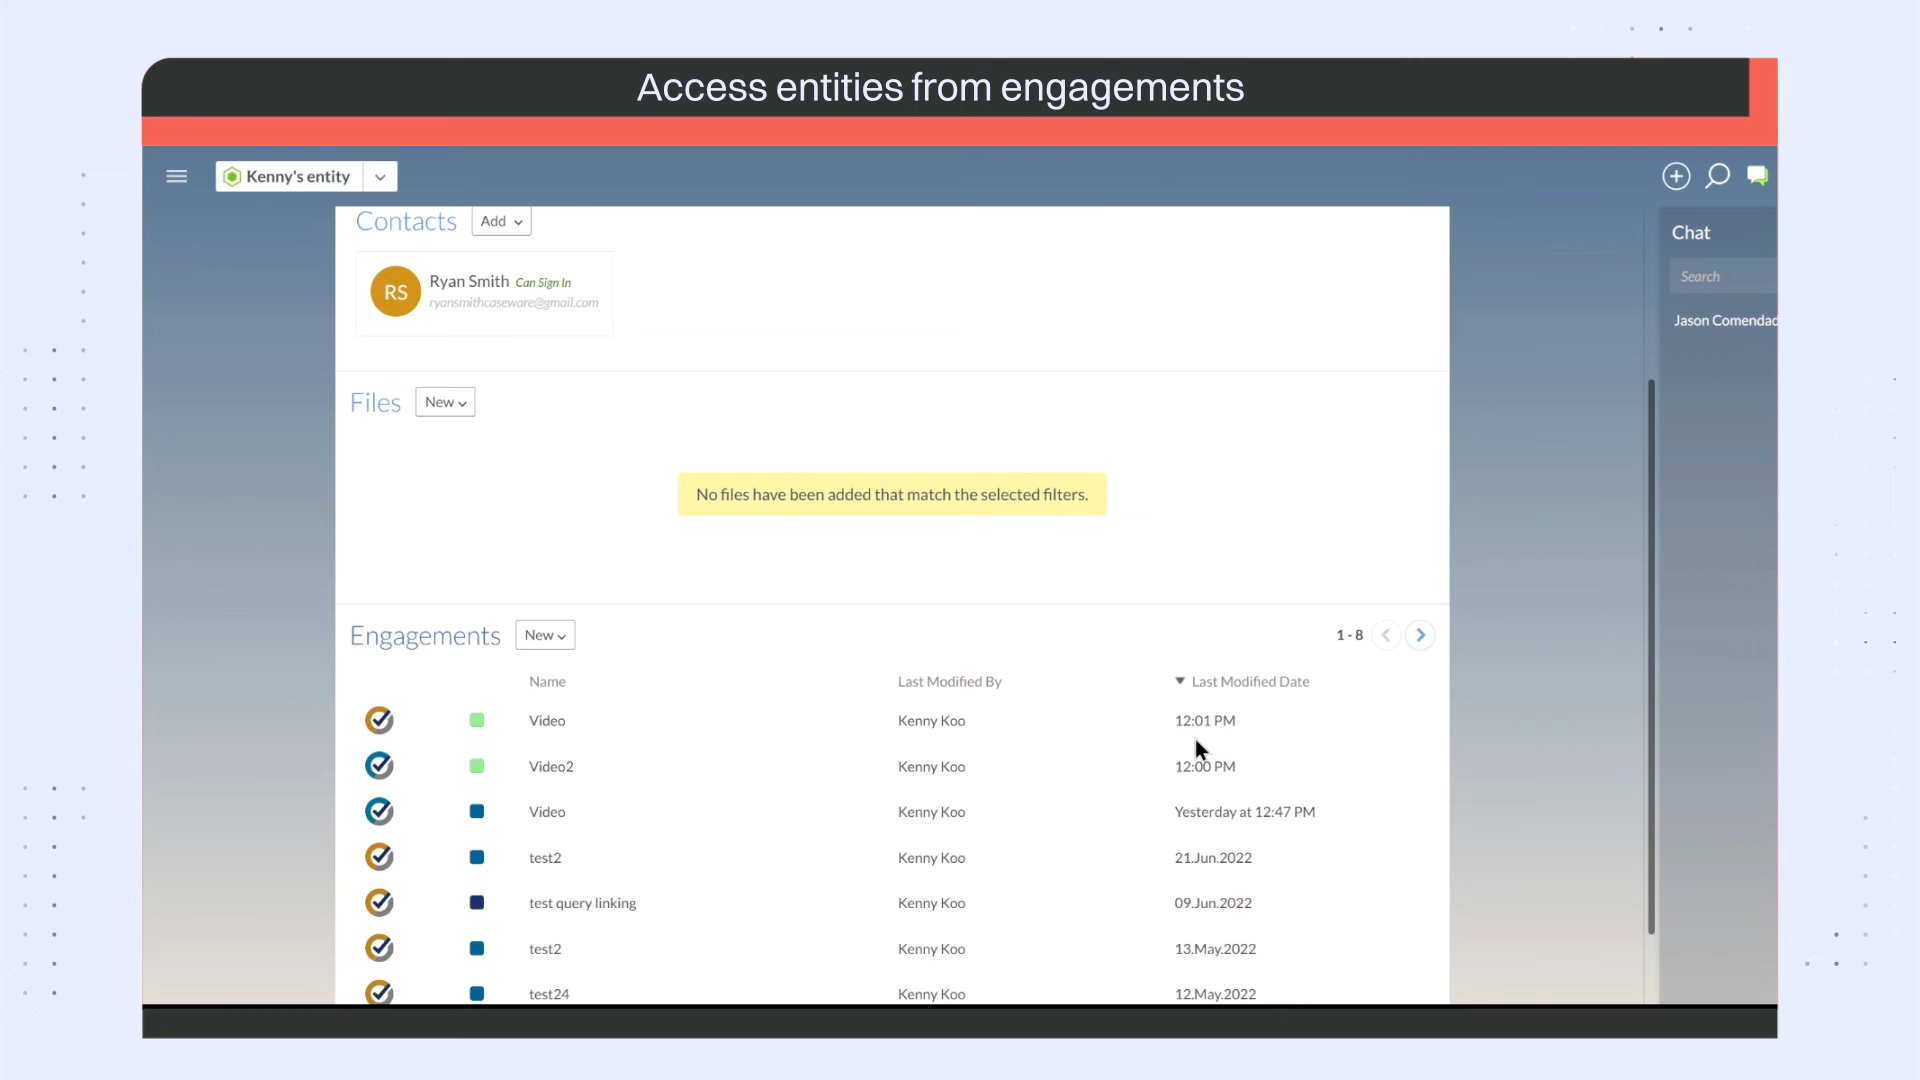 Access entities from engagements
Kenny's entity
Contacts Add
Chat
Search
Jason Comendad
RS
Ryan Smith Can Sign In
ryansmithcaseware@gmail.com
Files New
No files have been added that match the selected filters.
Engagements New 1 - 8
Name Last Modified By Last Modified Date
Video Kenny Koo 12:01 PM
Video2 Kenny Koo 12:00 PM
Video Kenny Koo Yesterday at 12:47 PM
test2 Kenny Koo 21.Jun.2022
test query linking Kenny Koo 09.Jun.2022
test2 Kenny Koo 13.May.2022
test24 Kenny Koo 12.May.2022